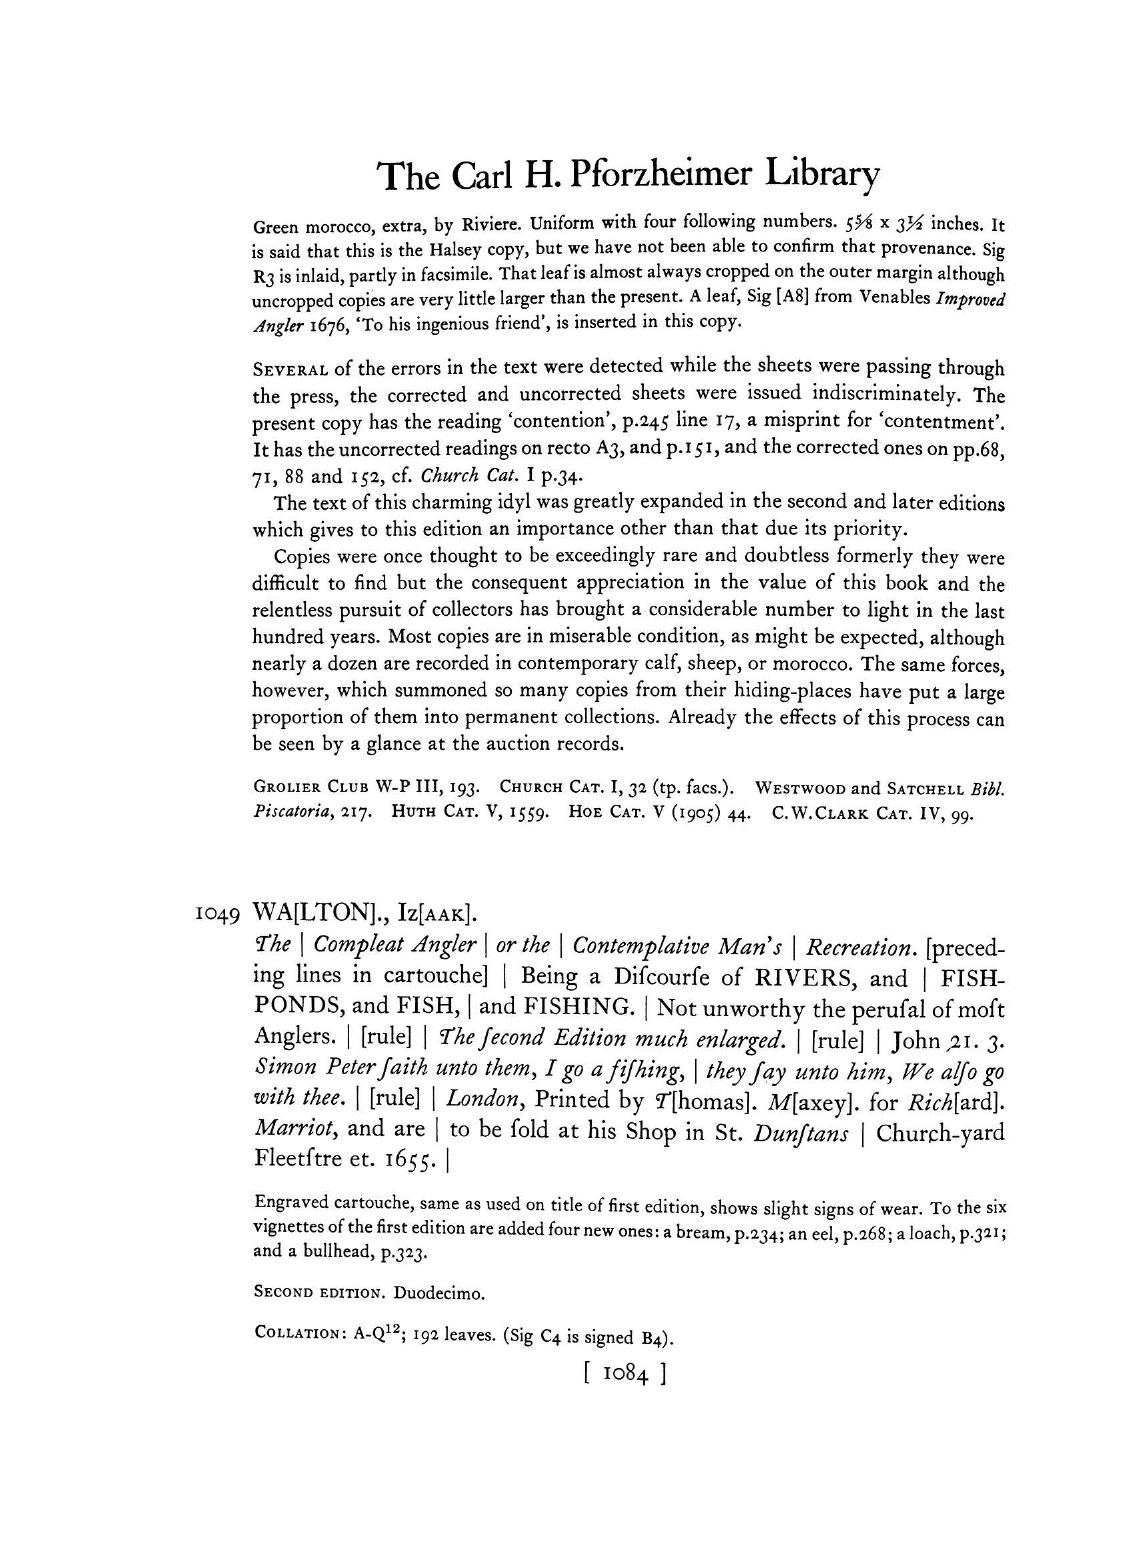 The Carl H. Pforzheimer Library
Green morocco, extra, by Riviere. Uniform with four following numbers. 5⅝ x 3½ inches. It
is said that this is the Halsey copy, but we have not been able to confirm that provenance. Sig
R3 is inlaid, partly in facsimile. That leaf is almost always cropped on the outer margin although
uncropped copies are very little larger than the present. A leaf, Sig [A8] from Venables Improved
Angler 1676, ‘To his ingenious friend’, is inserted in this copy.
SEVERAL of the errors in the text were detected while the sheets were passing through
the press, the corrected and uncorrected sheets were issued indiscriminately. The
present copy has the reading ‘contention’, p.245 line 17, a misprint for ‘contentment’.
It has the uncorrected readings on recto A3, and p.151, and the corrected ones on pp.68,
71, 88 and 152, cf. Church Cat. I p.34.
The text of this charming idyl was greatly expanded in the second and later editions
which gives to this edition an importance other than that due its priority.
Copies were once thought to be exceedingly rare and doubtless formerly they were
difficult to find but the consequent appreciation in the value of this book and the
relentless pursuit of collectors has brought a considerable number to light in the last
hundred years. Most copies are in miserable condition, as might be expected, although
nearly a dozen are recorded in contemporary calf, sheep, or morocco. The same forces,
however, which summoned so many copies from their hiding-places have put a large
proportion of them into permanent collections. Already the effects of this process can
be seen by a glance at the auction records.
GROLIER CLUB W-P III, 193. CHURCH CAT. I, 32 (tp. facs.). WESTWOOD and SATCHELL Bibl.
Piscatoria, 217. HUTH CAT. V, 1559. HOE CAT. V (1905) 44. C.W.CLARK CAT. IV, 99.
1049 WA[LTON]., Iz[AAK].
The | Compleat Angler | or the | Contemplative Man's | Recreation. [preced-
ing lines in cartouche] | Being a Diſcourſe of RIVERS, and | FISH-
PONDS, and FISH, | and FISHING. | Not unworthy the peruſal of moſt
Anglers. | [rule] | The ſecond Edition much enlarged. | [rule] | John 21. 3.
Simon Peter ſaith unto them, I go a fiſhing, | they ſay unto him, We alſo go
with thee. | [rule] | London, Printed by T[homas]. M[axey]. for Rich[ard].
Marriot, and are | to be ſold at his Shop in St. Dunſtans | Church-yard
Fleetſtre et. 1655. |
Engraved cartouche, same as used on title of first edition, shows slight signs of wear. To the six
vignettes of the first edition are added four new ones: a bream, p.234; an eel, p.268; a loach, p.321;
and a bullhead, p.323.
SECOND EDITION. Duodecimo.
COLLATION: A-Q¹²; 192 leaves. (Sig C4 is signed B4).
[ 1084 ]